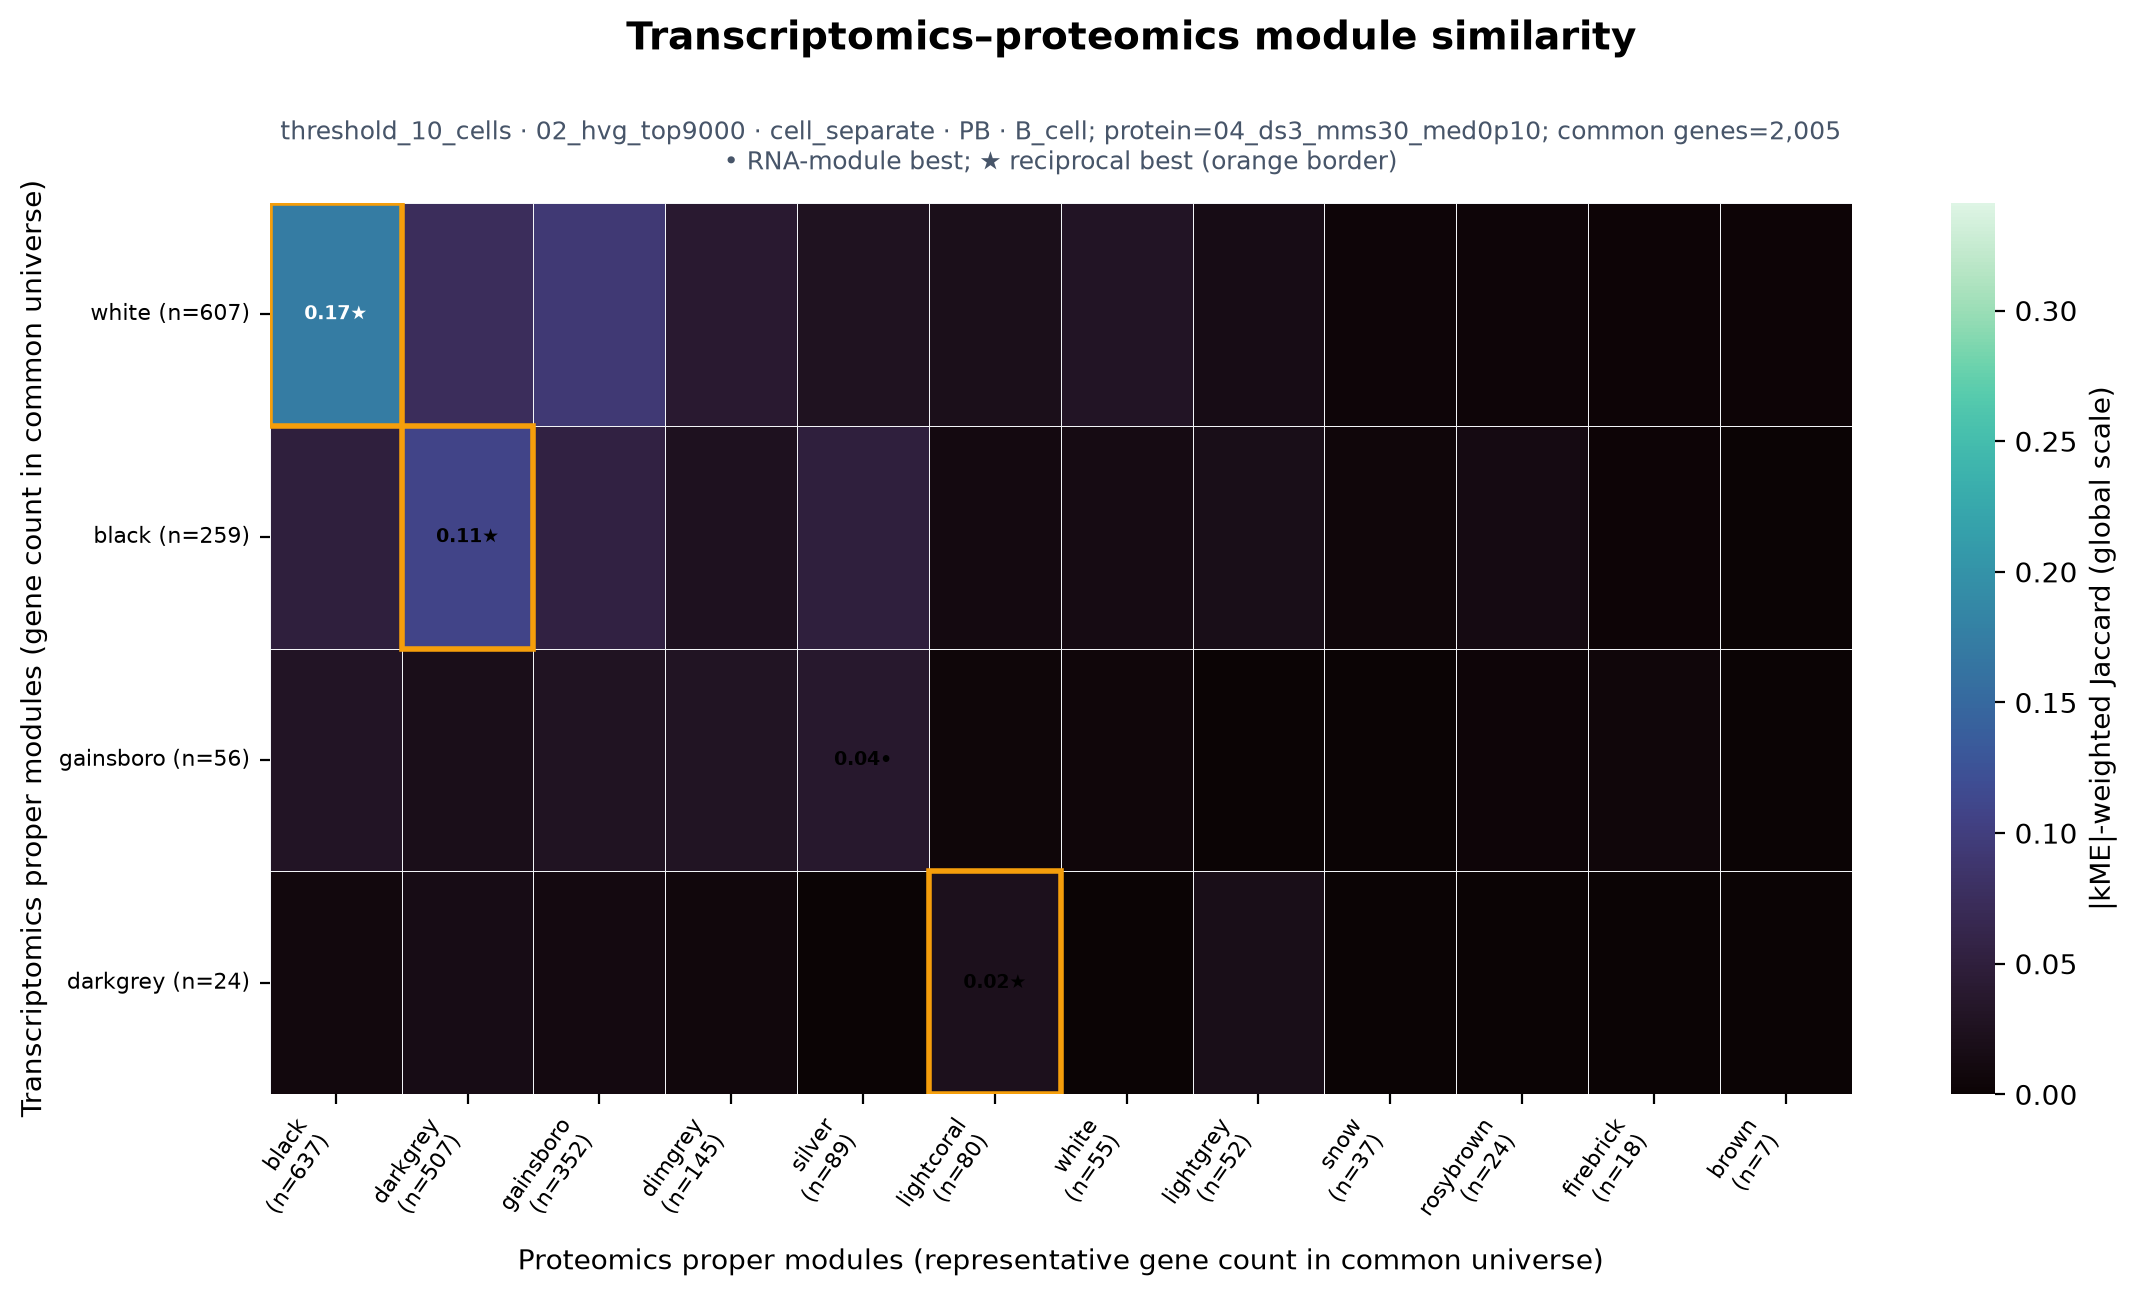 Transcriptomics–proteomics module similarity
threshold_10_cells · 02_hvg_top9000 · cell_separate · PB · B_cell; protein=04_ds3_mms30_med0p10; common genes=2,005
• RNA-module best; ★ reciprocal best (orange border)
Transcriptomics proper modules (gene count in common universe)
white (n=607)
black (n=259)
gainsboro (n=56)
darkgrey (n=24)
0.17★
0.11★
0.04•
0.02★
black
(n=637)
darkgrey
(n=507)
gainsboro
(n=352)
dimgrey
(n=145)
silver
(n=89)
lightcoral
(n=80)
white
(n=55)
lightgrey
(n=52)
snow
(n=37)
rosybrown
(n=24)
firebrick
(n=18)
brown
(n=7)
Proteomics proper modules (representative gene count in common universe)
0.30
0.25
0.20
0.15
0.10
0.05
0.00
|kME|-weighted Jaccard (global scale)